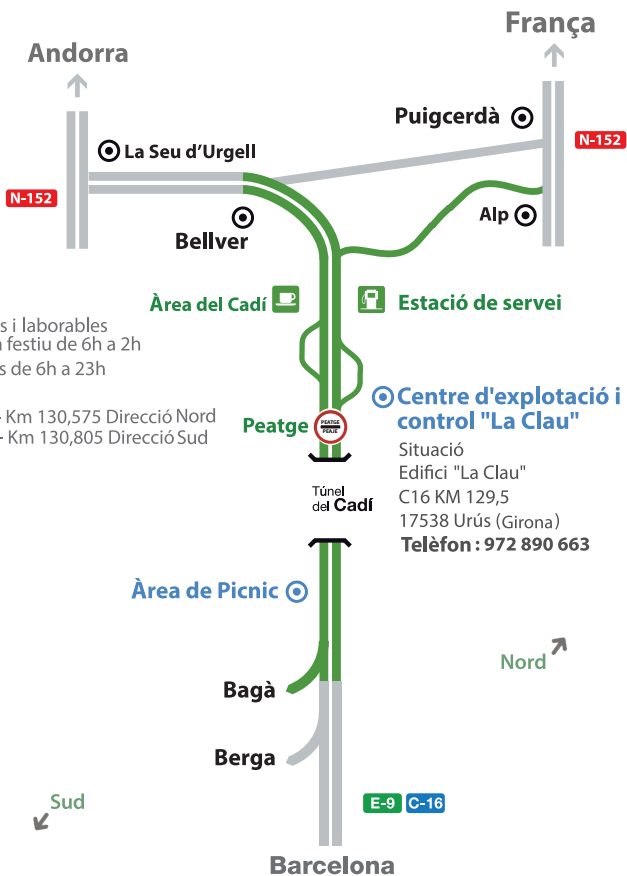 França
Andorra
Puigcerdà
N-152
La Seu d'Urgell
N-152
Alp
Bellver
Àrea del Cadí
Estació de servei
s i laborables
festiu de 6h a 2h
s de 6h a 23h
Km 130,575 Direcció Nord
- Km 130,805 Direcció Sud
Peatge
PEATGE
PEAJE
Centre d'explotació i
control "La Clau"
Situació
Edifici "La Clau"
C16 KM 129,5
17538 Urús (Girona)
Telèfon : 972 890 663
Túnel
del Cadí
Àrea de Picnic
Nord
Bagà
Berga
Sud
E-9 C-16
Barcelona